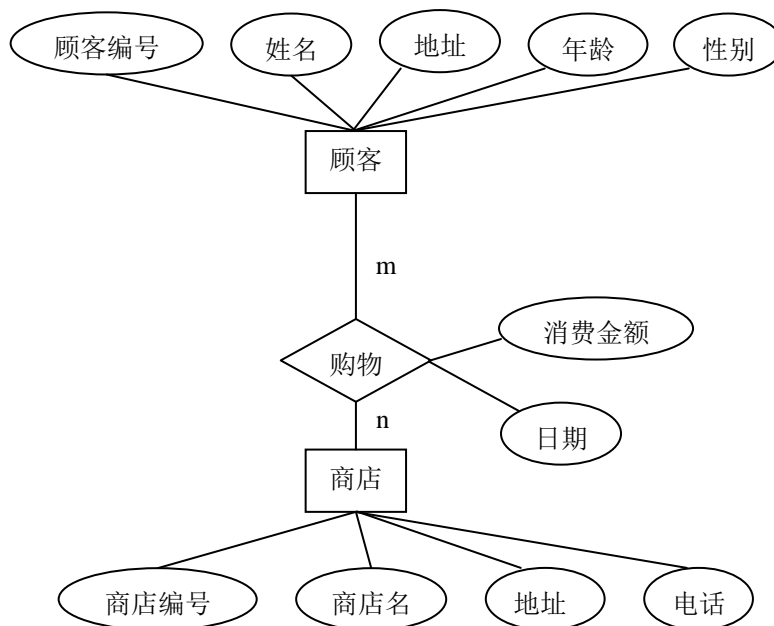 顾客编号 姓名 地址 年龄 性别
顾客
m
消费金额
购物
n
日期
商店
商店编号 商店名 地址 电话